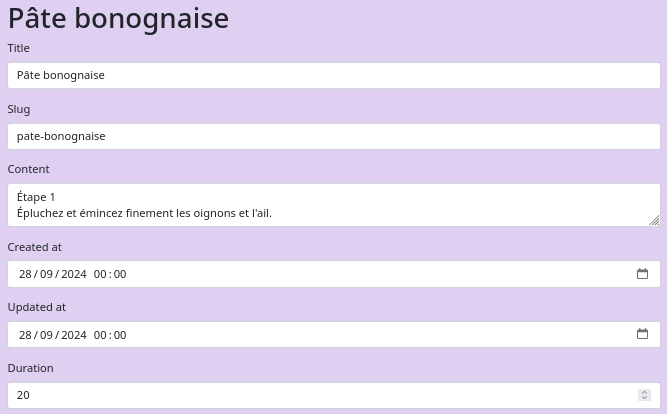 Pâte bonognaise
Title
Pâte bonognaise
Slug
pate-bonognaise
Content
Étape 1
Épluchez et émincez finement les oignons et l'ail.
Created at
28/09/2024 00:00
Updated at
28/09/2024 00:00
Duration
20